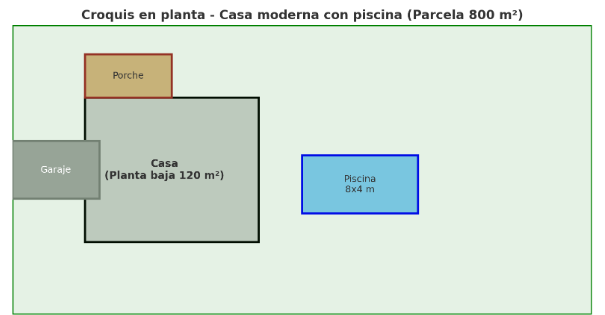 Croquis en planta - Casa moderna con piscina (Parcela 800 m²)
Porche
Garaje
Casa
(Planta baja 120 m²)
Piscina
8x4 m